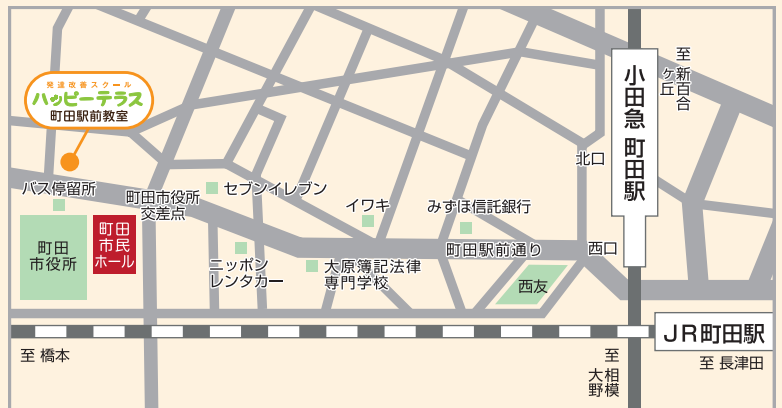 発達改善スクール
ハッピーテラス
町田駅前教室
バス停留所
町田
市役所
町田
市民
ホール
町田市役所
交差点
セブンイレブン
ニッポン
レンタカー
イワキ
大原簿記法律
専門学校
みずほ信託銀行
町田駅前通り
西友
北口
西口
小田急 町田駅
至 新百合
ヶ丘
JR町田駅
至 橋本
至 相模
大野
至 長津田